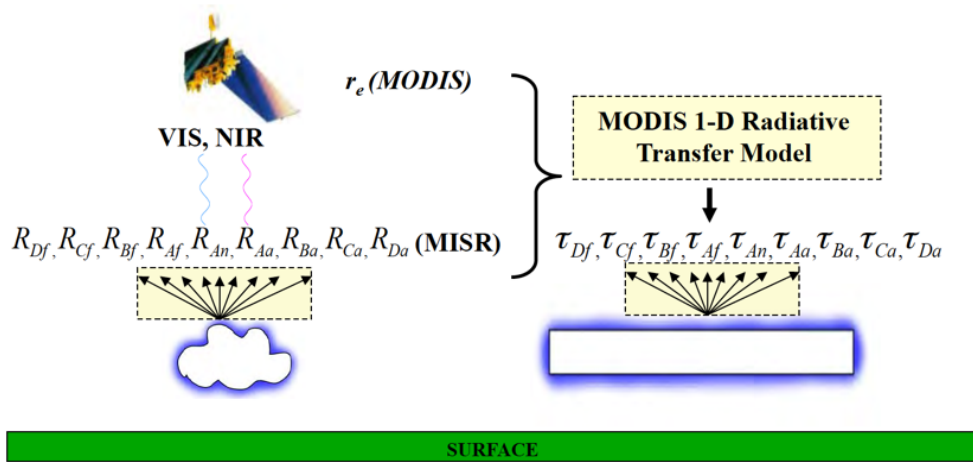 r_e (MODIS)
VIS, NIR
MODIS 1-D Radiative
Transfer Model
R_Df, R_Cf, R_Bf, R_Af, R_An, R_Aa, R_Ba, R_Ca, R_Da (MISR)
τ_Df, τ_Cf, τ_Bf, τ_Af, τ_An, τ_Aa, τ_Ba, τ_Ca, τ_Da
SURFACE